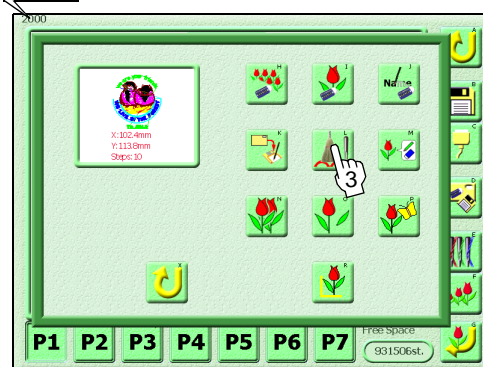 2000
A
H
I
J
Name
B
X:102.4mm
Y:113.8mm
Steps:10
K
L
M
C
3
D
N
O
P
E
X
R
F
P1 P2 P3 P4 P5 P6 P7
Free Space
931506st.
G